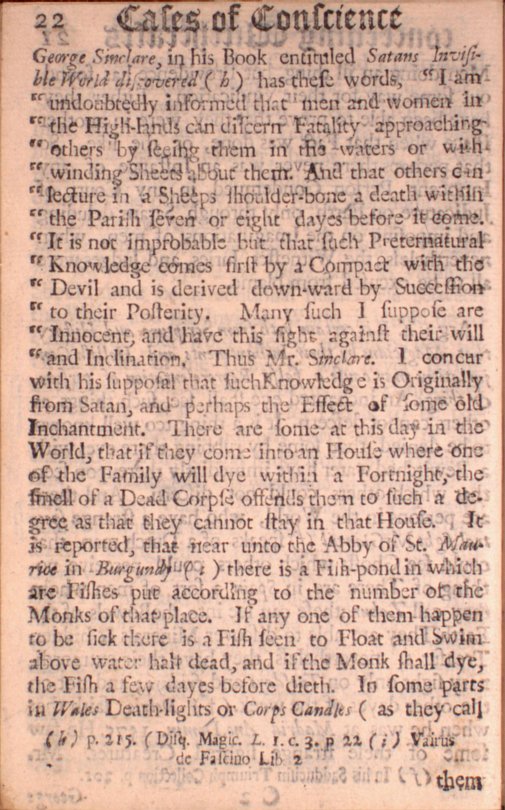 22 Caſes of Conſcience
George Sinclare, in his Book entituled Satans Inviſi-
ble World diſcovered (h) has theſe words, “I am
“undoubtedly informed that men and women in
“the High-lands can diſcern Fatality approaching
“others by ſeeing them in the waters or with
“winding Sheets about them. And that others can
“lecture in a Sheeps ſhoulder-bone a death within
“the Pariſh ſeven or eight dayes before it come.
“It is not improbable but that ſuch Preternatural
“Knowledge comes firſt by a Compact with the
“Devil and is derived down-ward by Succeſſion
“to their Poſterity. Many ſuch I ſuppoſe are
“Innocent, and have this ſight againſt their will
“and Inclination. Thus Mr. Sinclare. I concur
with his ſuppoſal that ſuch Knowledge is Originally
from Satan, and perhaps the Effect of ſome old
Inchantment. There are ſome at this day in the
World, that if they come into an Houſe where one
of the Family will dye within a Fortnight, the
ſmell of a Dead Corpſe offends them to ſuch a de-
gree as that they cannot ſtay in that Houſe. It
is reported, that near unto the Abby of St. Mau-
rice in Burgundy (i) there is a Fiſh-pond in which
are Fiſhes put according to the number of the
Monks of that place. If any one of them happen
to be ſick there is a Fiſh ſeen to Float and Swim
above water half dead, and if the Monk ſhall dye,
the Fiſh a few dayes before dieth. In ſome parts
in Wales Death-lights or Corps Candles (as they call
(h) p. 215. (Diſq. Magic. L. 1. c. 3. p 22 (i) Vairus
de Faſcino Lib 2
them